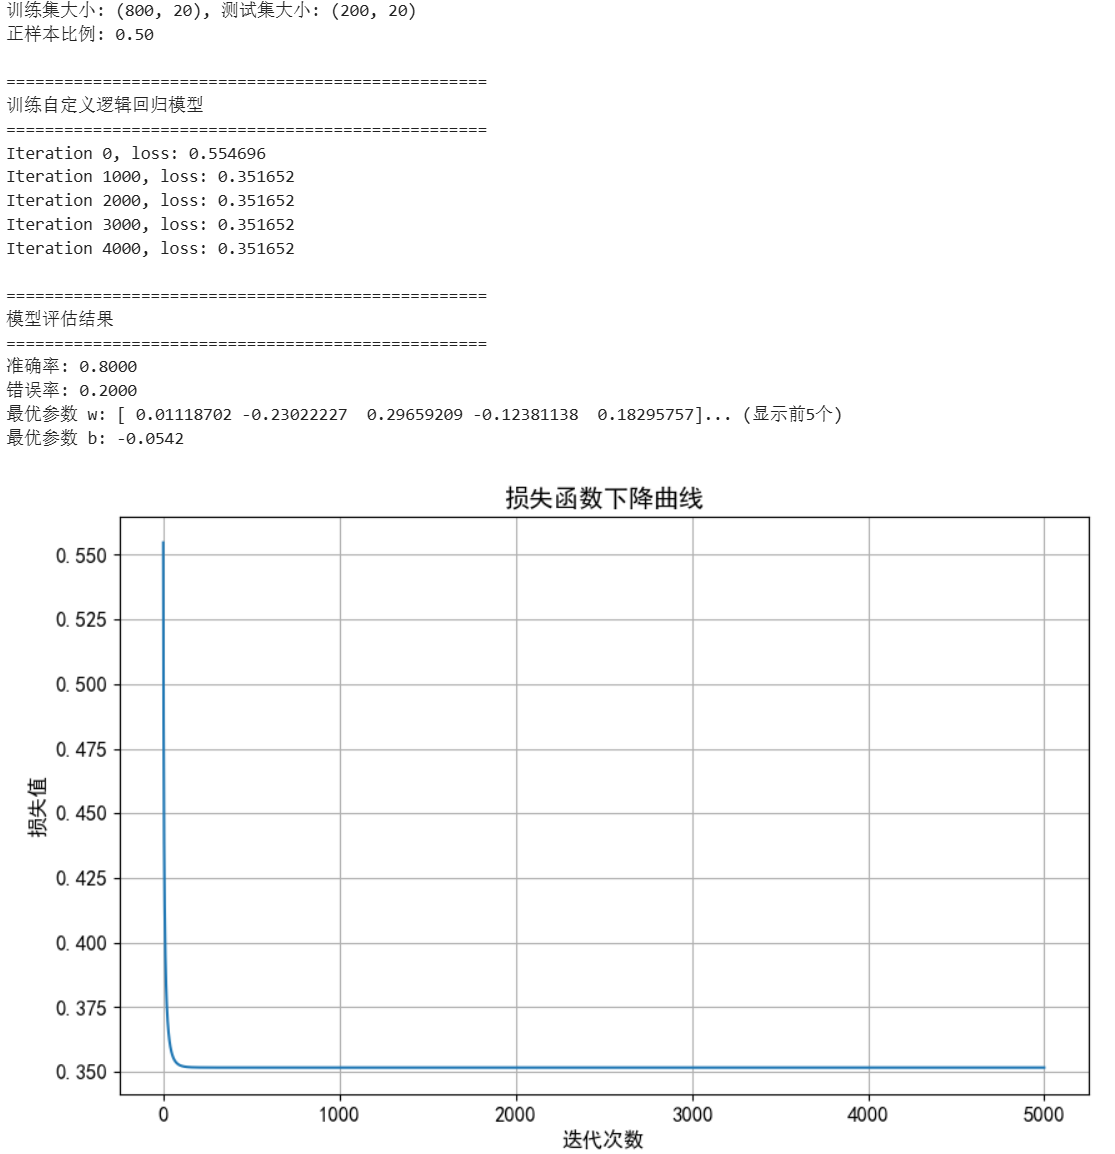 训练集大小: (800, 20), 测试集大小: (200, 20)
正样本比例: 0.50
==================================================
训练自定义逻辑回归模型
==================================================
Iteration 0, loss: 0.554696
Iteration 1000, loss: 0.351652
Iteration 2000, loss: 0.351652
Iteration 3000, loss: 0.351652
Iteration 4000, loss: 0.351652
==================================================
模型评估结果
==================================================
准确率: 0.8000
错误率: 0.2000
最优参数 w: [ 0.01118702 -0.23022227  0.29659209 -0.12381138  0.18295757]... (显示前5个)
最优参数 b: -0.0542
损失函数下降曲线
0.550
0.525
0.500
0.475
0.450
0.425
0.400
0.375
0.350
损失值
0 1000 2000 3000 4000 5000
迭代次数